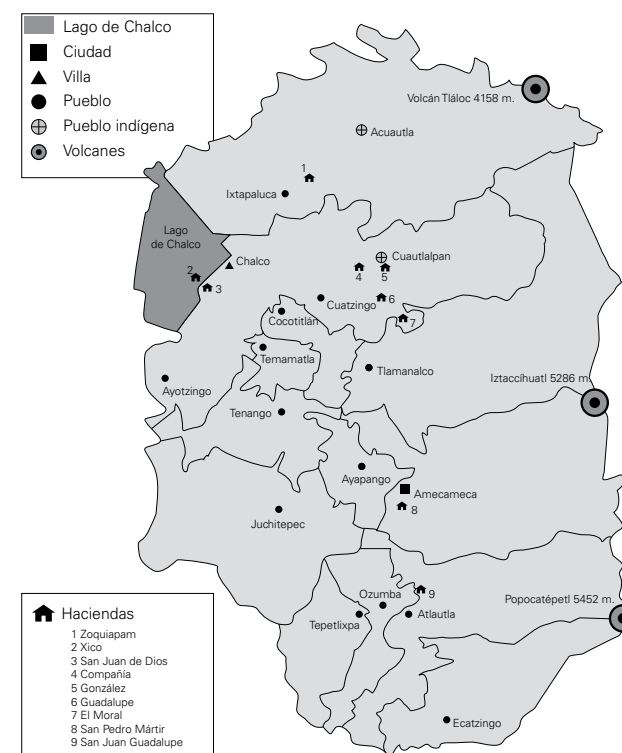 Lago de Chalco
Ciudad
Villa
Pueblo
Pueblo indígena
Volcanes
Volcán Tláloc 4158 m.
Acuautla
1
Ixtapaluca
Lago
de Chalco
Chalco
Cuautlalpan
2
3
4
5
Cuatzingo
6
Cocotitlán
7
Temamatla
Tlamanalco
Ayotzingo
Iztaccíhuatl 5286 m.
Tenango
Ayapango
Amecameca
8
Juchitepec
Ozumba
9
Popocatépetl 5452 m.
Tepetlixpa
Atlautla
Ecatzingo
Haciendas
1 Zoquiapam
2 Xico
3 San Juan de Dios
4 Compañía
5 González
6 Guadalupe
7 El Moral
8 San Pedro Mártir
9 San Juan Guadalupe